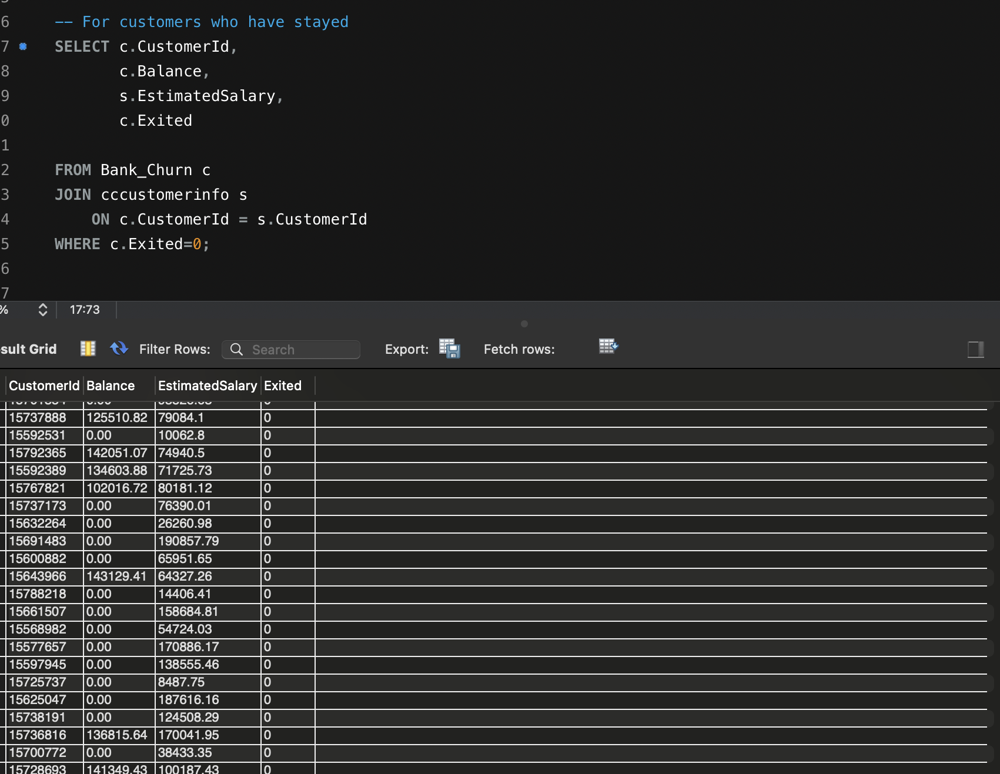 6 -- For customers who have stayed
7 SELECT c.CustomerId,
8 c.Balance,
9 s.EstimatedSalary,
0 c.Exited
1
2 FROM Bank_Churn c
3 JOIN cccustomerinfo s
4 ON c.CustomerId = s.CustomerId
5 WHERE c.Exited=0;
6
7
% 17:73
sult Grid Filter Rows: Search Export: Fetch rows:
CustomerId Balance EstimatedSalary Exited
15737888 125510.82 79084.1 0
15592531 0.00 10062.8 0
15792365 142051.07 74940.5 0
15592389 134603.88 71725.73 0
15767821 102016.72 80181.12 0
15737173 0.00 76390.01 0
15632264 0.00 26260.98 0
15691483 0.00 190857.79 0
15600882 0.00 65951.65 0
15643966 143129.41 64327.26 0
15788218 0.00 14406.41 0
15661507 0.00 158684.81 0
15568982 0.00 54724.03 0
15577657 0.00 170886.17 0
15597945 0.00 138555.46 0
15725737 0.00 8487.75 0
15625047 0.00 187616.16 0
15738191 0.00 124508.29 0
15736816 136815.64 170041.95 0
15700772 0.00 38433.35 0
15728693 141349.43 100187.43 0